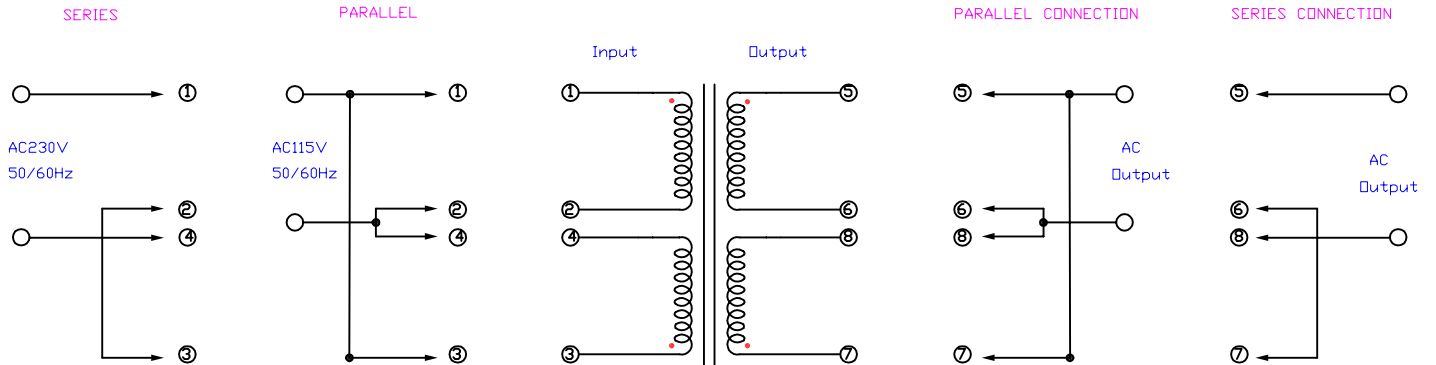 SERIES
PARALLEL
PARALLEL CONNECTION
SERIES CONNECTION
Input
Output
1
1
1
5
5
5
AC230V
50/60Hz
AC115V
50/60Hz
AC
Output
AC
Output
2
2
2
6
6
6
4
4
4
8
8
8
3
3
3
7
7
7